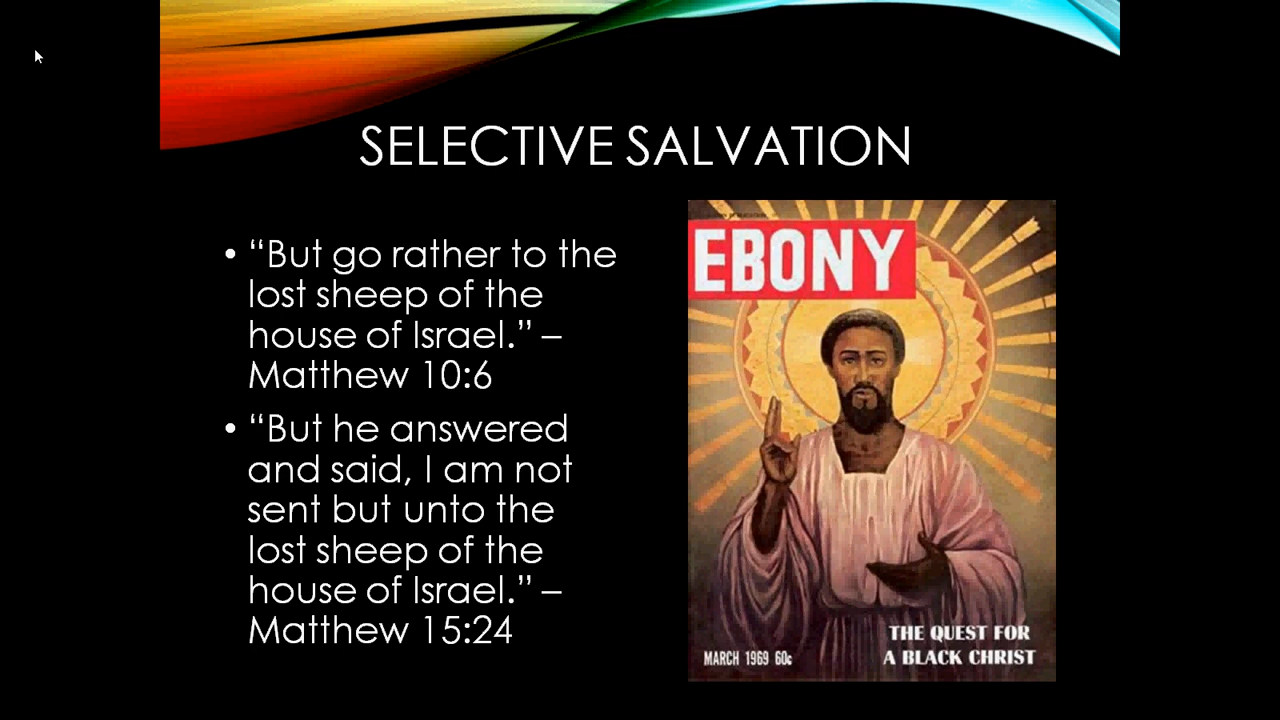 SELECTIVE SALVATION
• “But go rather to the
lost sheep of the
house of Israel.” –
Matthew 10:6
• “But he answered
and said, I am not
sent but unto the
lost sheep of the
house of Israel.” –
Matthew 15:24
EBONY
THE QUEST FOR
A BLACK CHRIST
MARCH 1969 60c